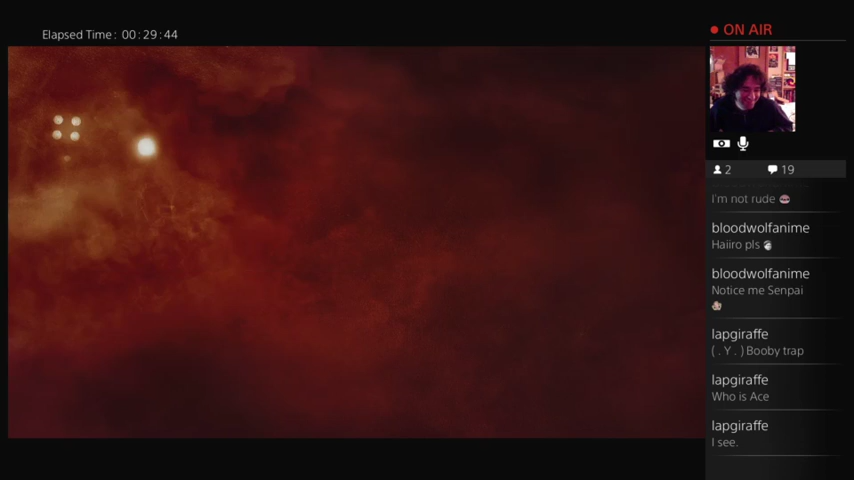 Elapsed Time: 00:29:44
ON AIR
2
19
I'm not rude
bloodwolfanime
Haiiro pls
bloodwolfanime
Notice me Senpai
lapgiraffe
( . Y . ) Booby trap
lapgiraffe
Who is Ace
lapgiraffe
I see.